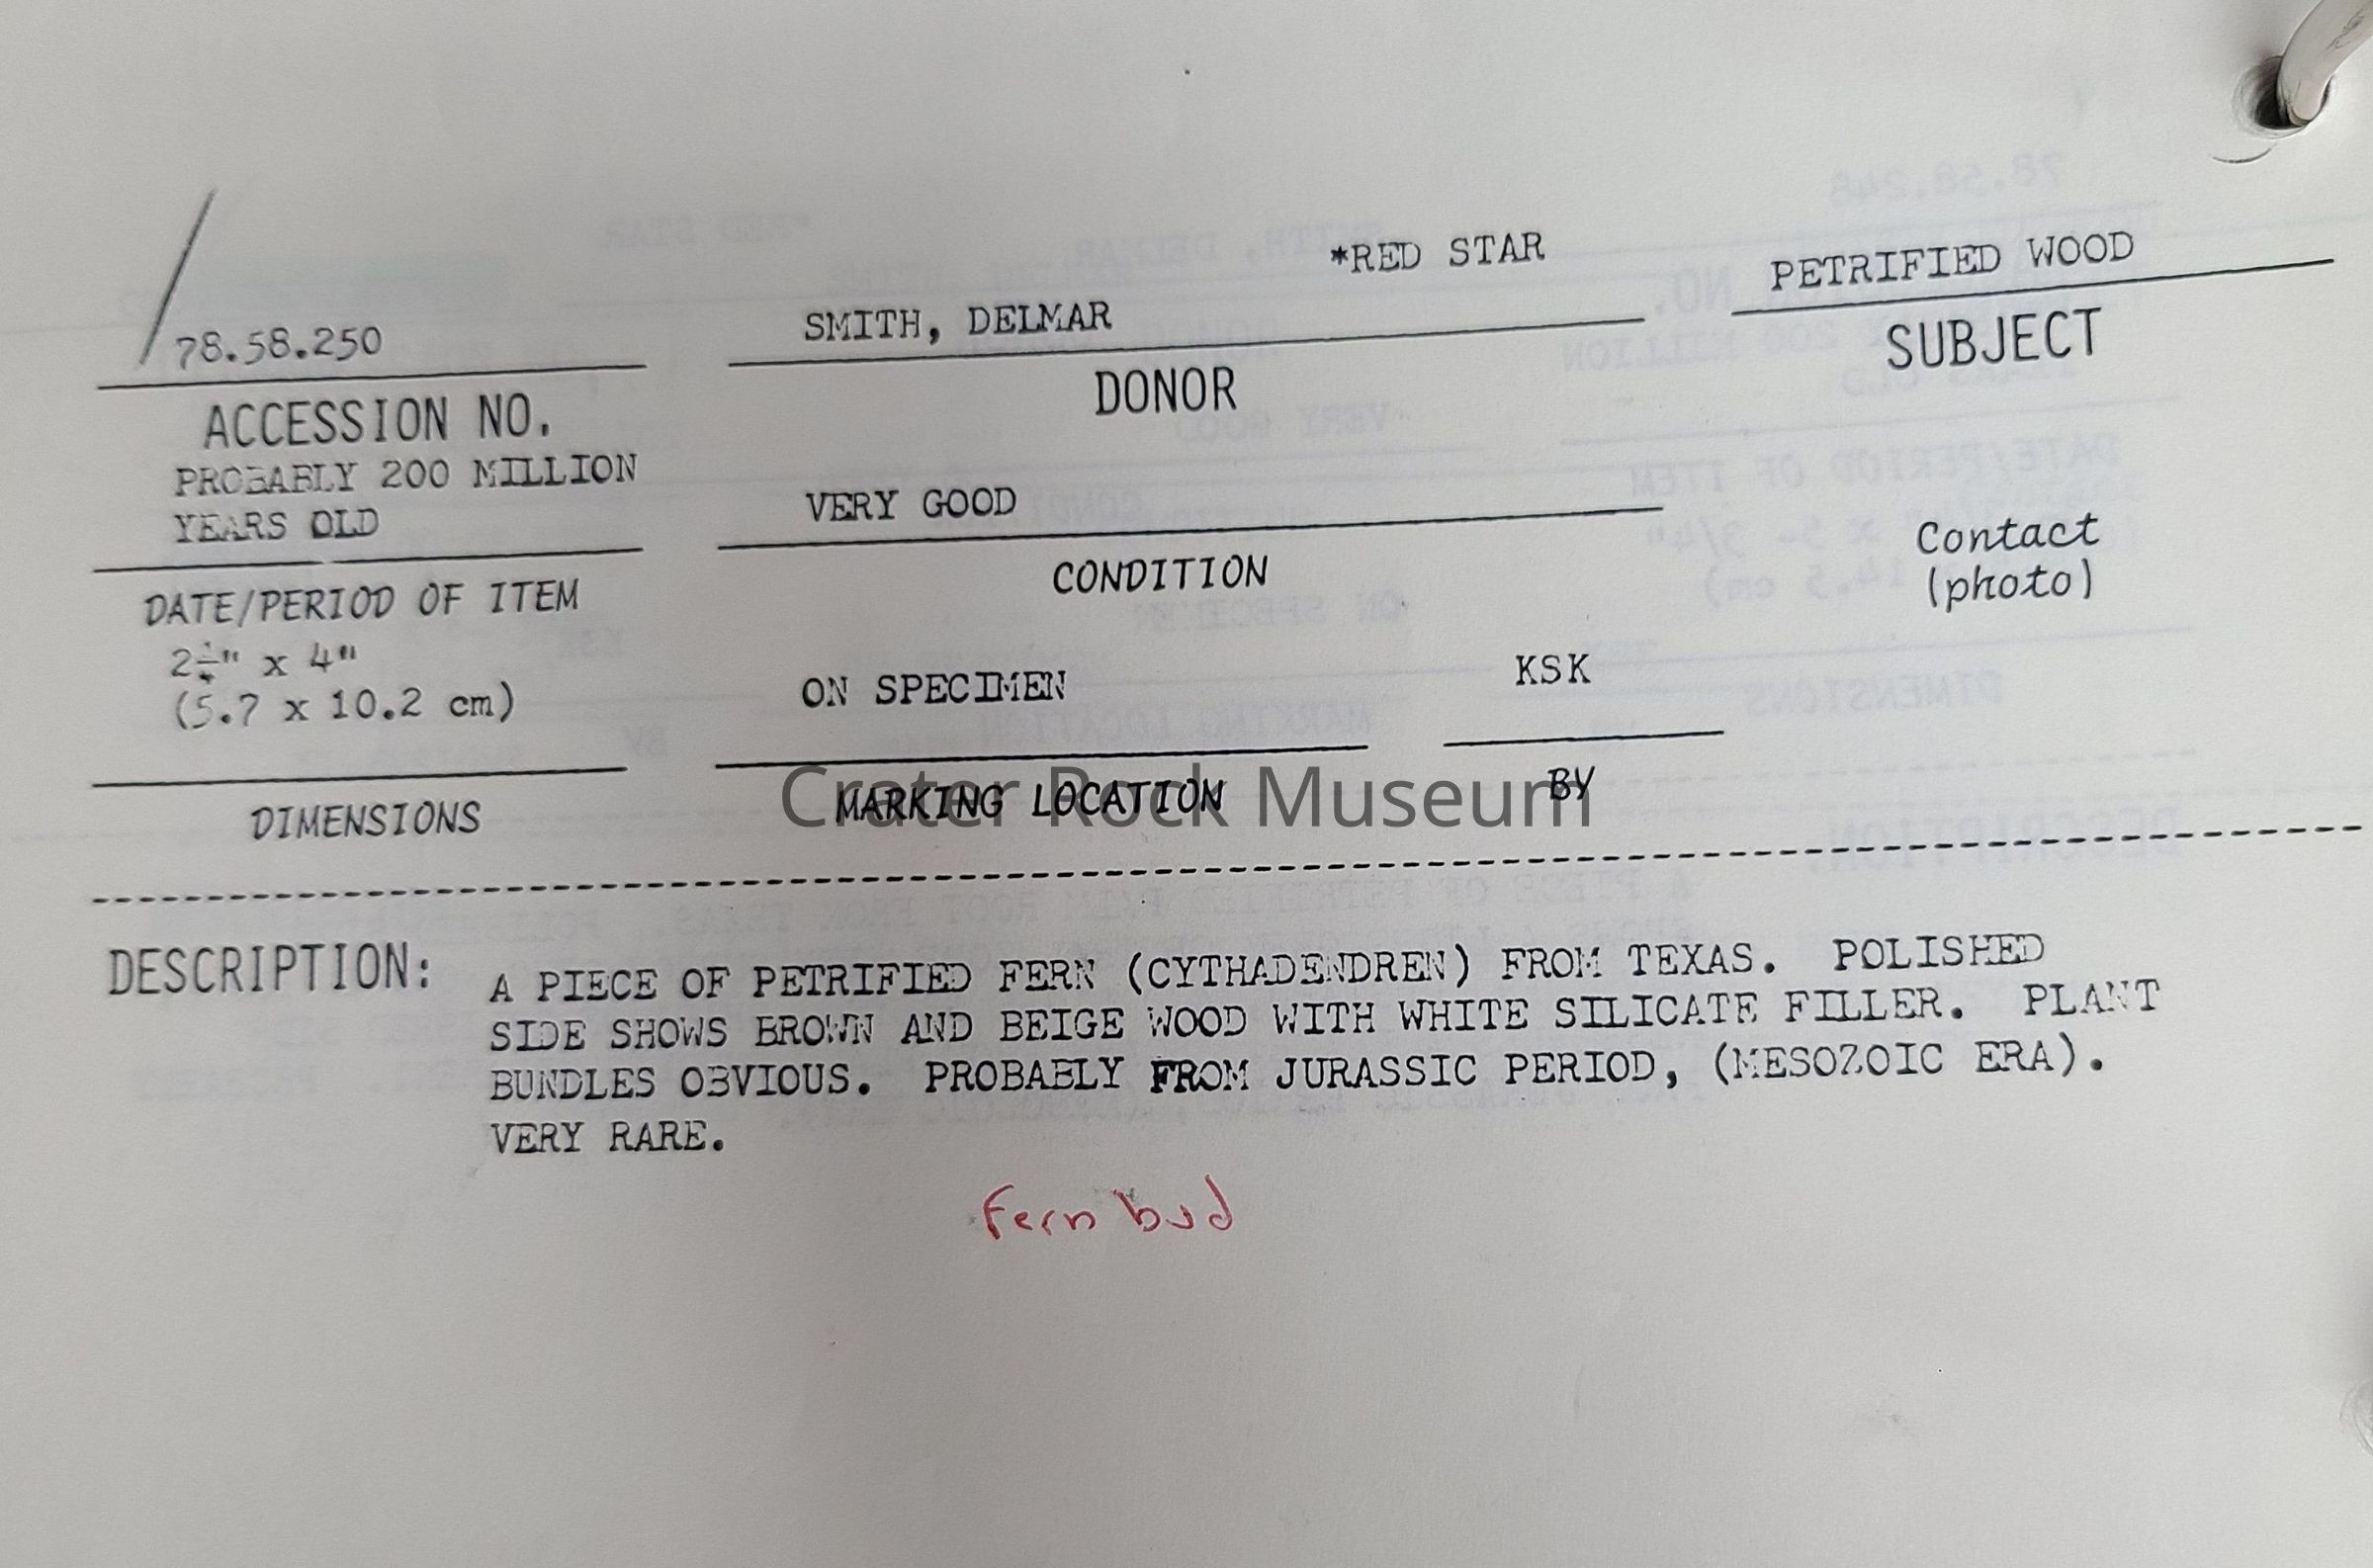 *RED STAR
PETRIFIED WOOD
78.58.250
SMITH, DELMAR
SUBJECT
ACCESSION NO.
DONOR
PROBABLY 200 MILLION
YEARS OLD
VERY GOOD
DATE/PERIOD OF ITEM
CONDITION
Contact
(photo)
2¼" x 4"
(5.7 x 10.2 cm)
ON SPECIMEN
KSK
DIMENSIONS
MARKING LOCATION
BY
Crater Rock Museum
DESCRIPTION:
A PIECE OF PETRIFIED FERN (CYTHADENDREN) FROM TEXAS. POLISHED
SIDE SHOWS BROWN AND BEIGE WOOD WITH WHITE SILICATE FILLER. PLANT
BUNDLES OBVIOUS. PROBABLY FROM JURASSIC PERIOD, (MESOZOIC ERA).
VERY RARE.
Fern bud